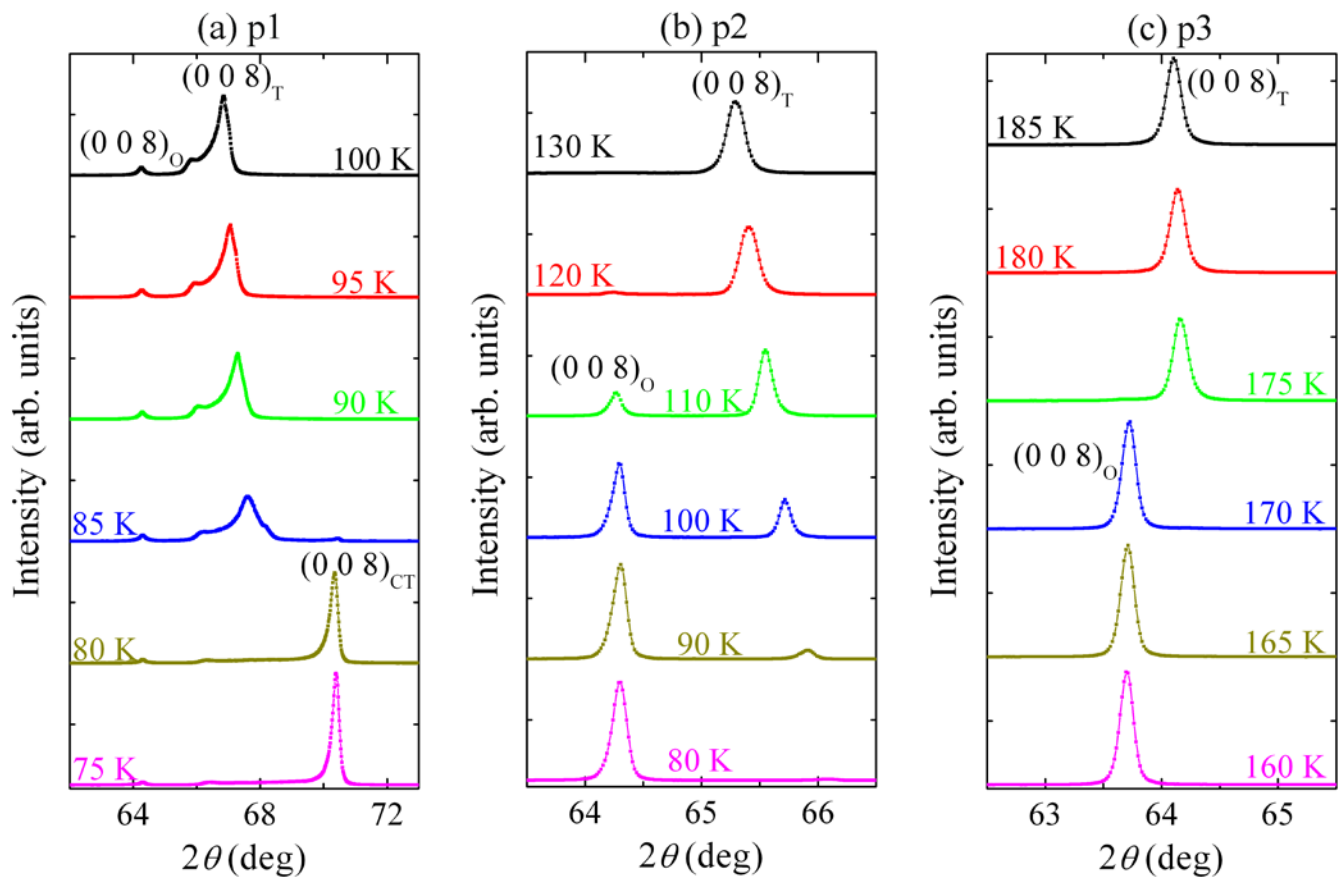 (a) p1
(0 0 8)T
(0 0 8)O
100 K
95 K
90 K
85 K
(0 0 8)CT
80 K
75 K
64 68 72
2θ (deg)
Intensity (arb. units)
(b) p2
(0 0 8)T
130 K
120 K
(0 0 8)O
110 K
100 K
90 K
80 K
64 65 66
2θ (deg)
Intensity (arb. units)
(c) p3
(0 0 8)T
185 K
180 K
175 K
(0 0 8)O
170 K
165 K
160 K
63 64 65
2θ (deg)
Intensity (arb. units)